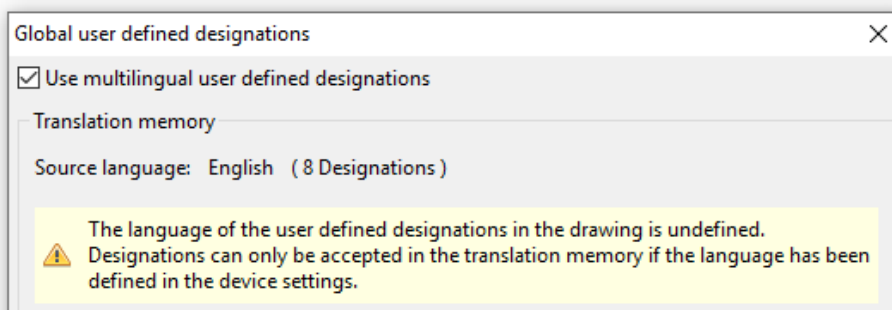 Global user defined designations
Use multilingual user defined designations
Translation memory
Source language: English ( 8 Designations )
The language of the user defined designations in the drawing is undefined.
Designations can only be accepted in the translation memory if the language has been
defined in the device settings.